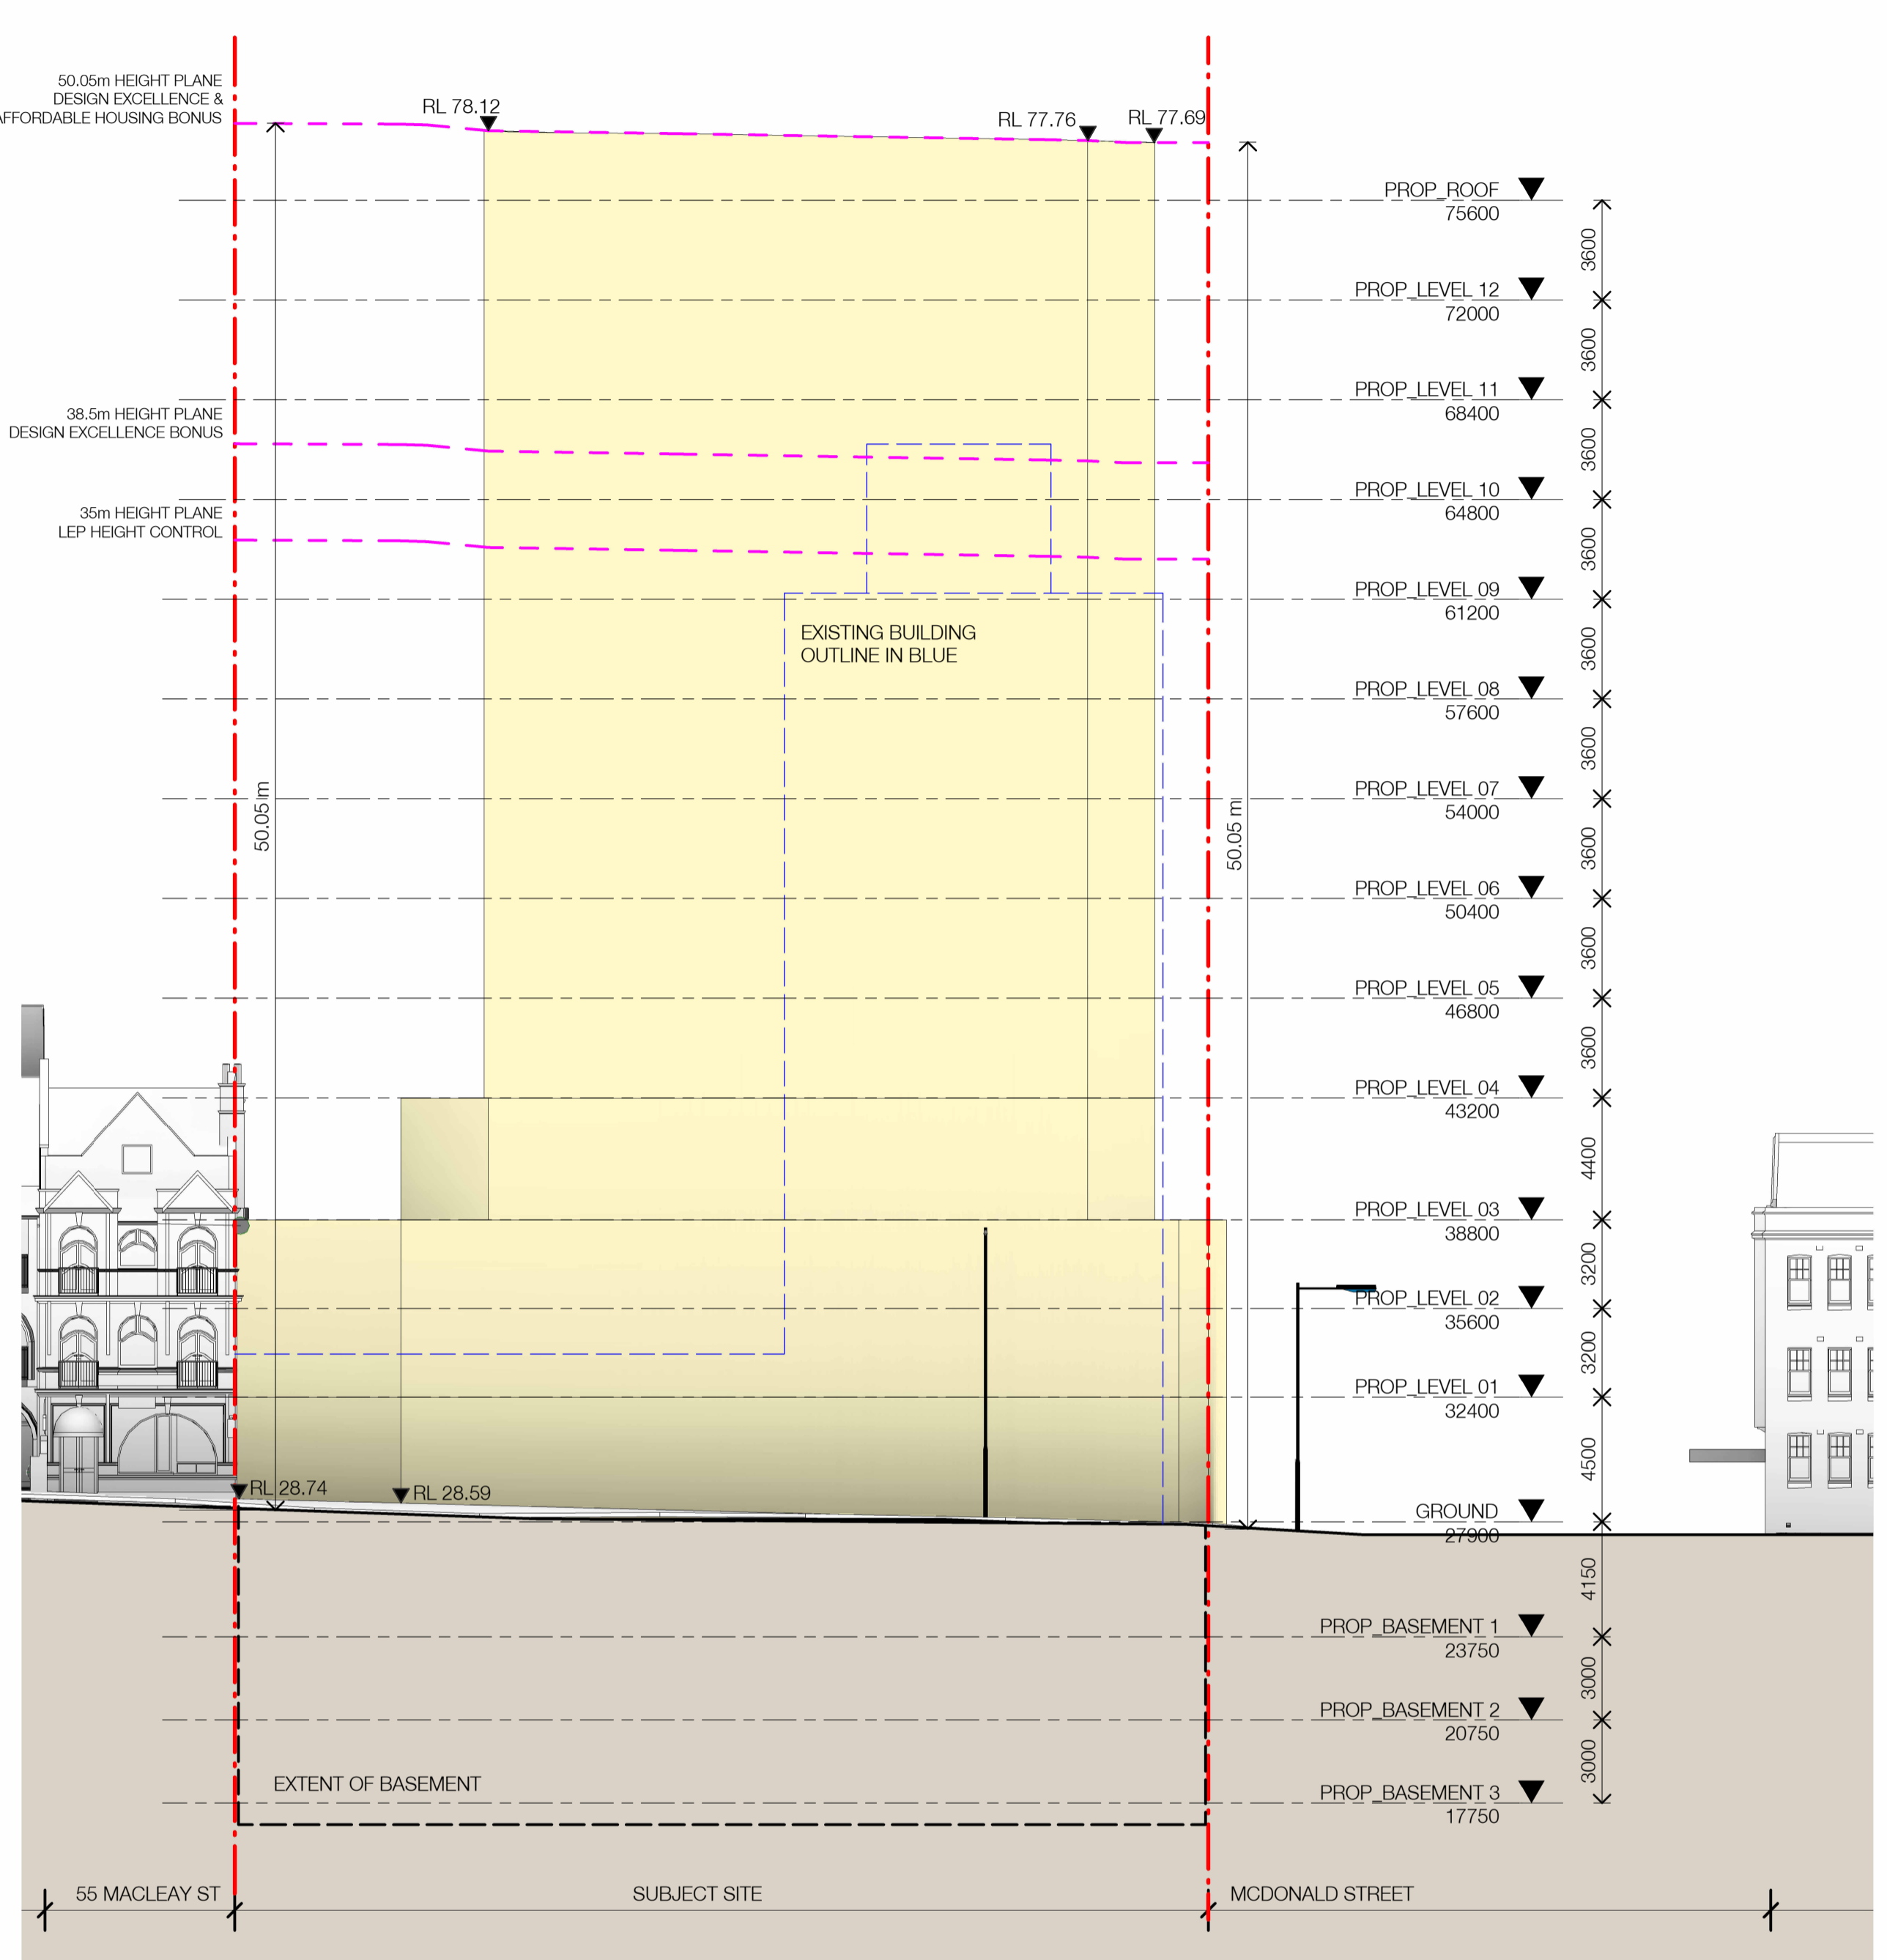 50.05m HEIGHT PLANE
DESIGN EXCELLENCE &
AFFORDABLE HOUSING BONUS
RL 78.12
RL 77.76
RL 77.69
PROP_ROOF
75600
3600
PROP_LEVEL 12
72000
3600
PROP_LEVEL 11
68400
38.5m HEIGHT PLANE
DESIGN EXCELLENCE BONUS
3600
PROP_LEVEL 10
64800
35m HEIGHT PLANE
LEP HEIGHT CONTROL
3600
PROP_LEVEL 09
61200
EXISTING BUILDING
OUTLINE IN BLUE
3600
PROP_LEVEL 08
57600
3600
PROP_LEVEL 07
54000
50.05 m
50.05 m
3600
PROP_LEVEL 06
50400
3600
PROP_LEVEL 05
46800
3600
PROP_LEVEL 04
43200
4400
PROP_LEVEL 03
38800
3200
PROP_LEVEL 02
35600
3200
PROP_LEVEL 01
32400
4500
RL 28.74
RL 28.59
GROUND
27900
4150
PROP_BASEMENT 1
23750
3000
PROP_BASEMENT 2
20750
3000
EXTENT OF BASEMENT
PROP_BASEMENT 3
17750
55 MACLEAY ST
SUBJECT SITE
MCDONALD STREET